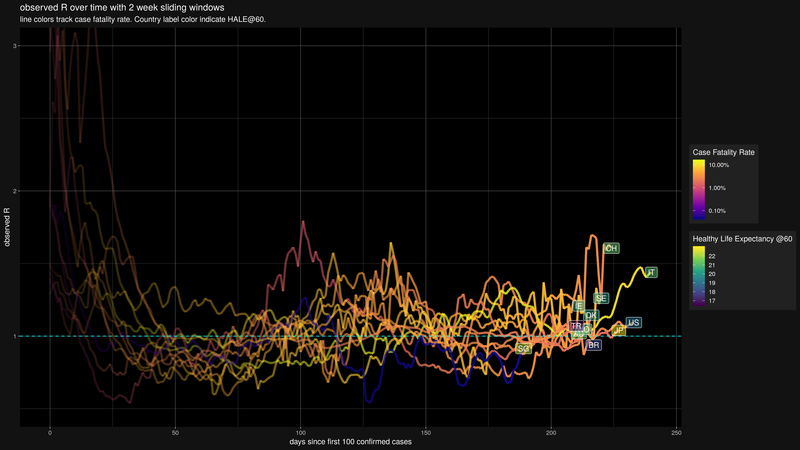 observed R over time with 2 week sliding windows
line colors track case fatality rate. Country label color indicate HALE@60.
3
2
1
observed R
0
50
100
150
200
250
days since first 100 confirmed cases
CH
IT
SE
IE
DK
TR
US
JP
BR
SG
Case Fatality Rate
10.00%
1.00%
0.10%
Healthy Life Expectancy @60
22
21
20
19
18
17